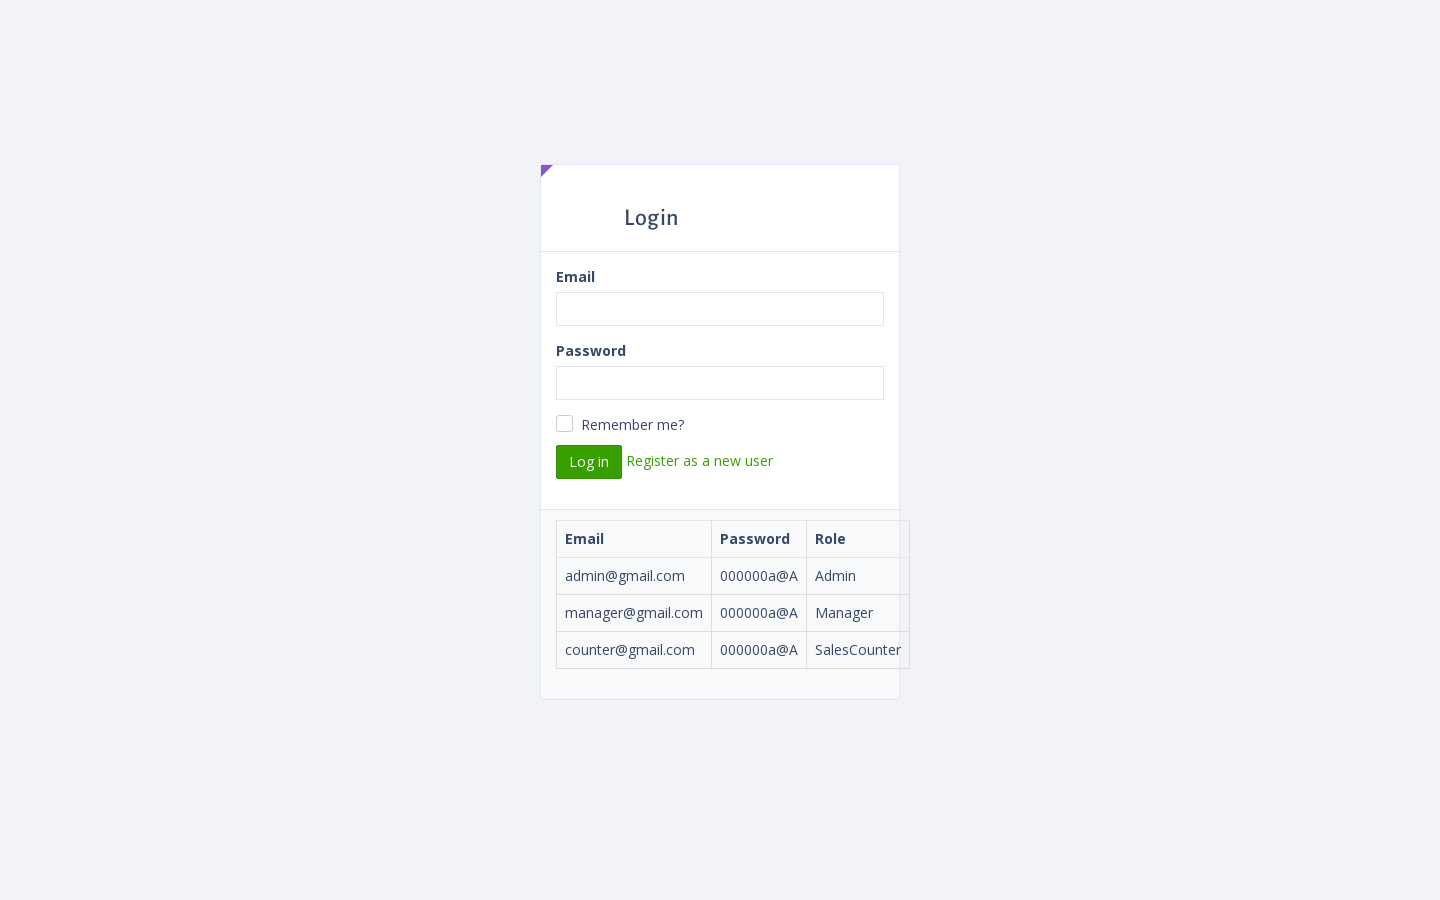 Login
Email
Password
Remember me?
Log in Register as a new user
Email Password Role
admin@gmail.com 000000a@A Admin
manager@gmail.com 000000a@A Manager
counter@gmail.com 000000a@A SalesCounter